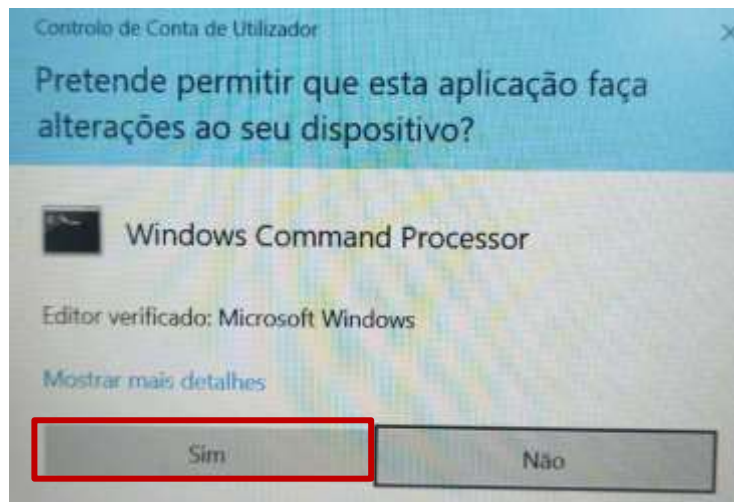 Controlo de Conta de Utilizador
Pretende permitir que esta aplicação faça
alterações ao seu dispositivo?
Windows Command Processor
Editor verificado: Microsoft Windows
Mostrar mais detalhes
Sim
Não